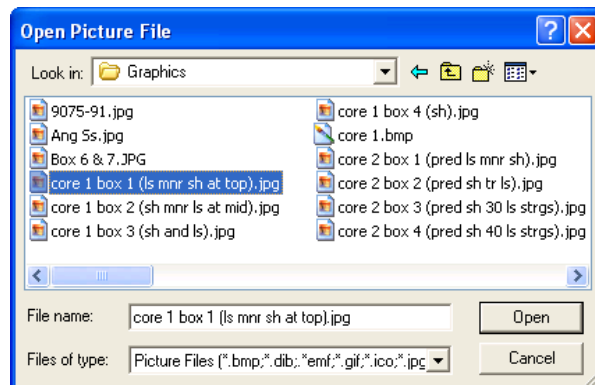 Open Picture File
Look in: Graphics
9075-91.jpg
Ang Ss.jpg
Box 6 & 7.JPG
core 1 box 1 (ls mnr sh at top).jpg
core 1 box 2 (sh mnr ls at mid).jpg
core 1 box 3 (sh and ls).jpg
core 1 box 4 (sh).jpg
core 1.bmp
core 2 box 1 (pred ls mnr sh).jpg
core 2 box 2 (pred sh tr ls).jpg
core 2 box 3 (pred sh 30 ls strgs).jpg
core 2 box 4 (pred sh 40 ls strgs).jpg
File name: core 1 box 1 (ls mnr sh at top).jpg
Open
Files of type: Picture Files (*.bmp;*.dib;.*emf;*.gif;*.ico;*.jpg
Cancel